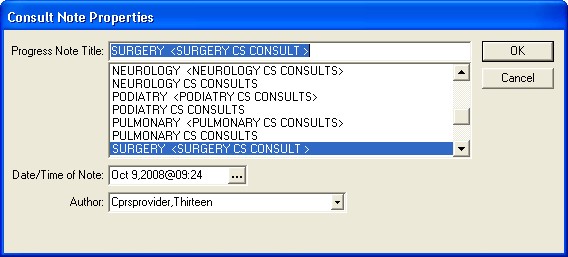 Consult Note Properties
Progress Note Title: SURGERY <SURGERY CS CONSULT >
OK
NEUROLOGY <NEUROLOGY CS CONSULTS>
Cancel
NEUROLOGY CS CONSULTS
PODIATRY <PODIATRY CS CONSULTS>
PODIATRY CS CONSULTS
PULMONARY <PULMONARY CS CONSULTS>
PULMONARY CS CONSULTS
SURGERY <SURGERY CS CONSULT >
Date/Time of Note: Oct 9,2008@09:24 ...
Author: Cprsprovider,Thirteen